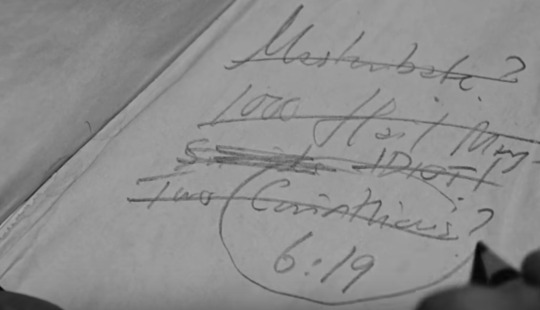 Masturbate?
1000 Hail Mary
IDIOT!
Two Corinthians?
6:19